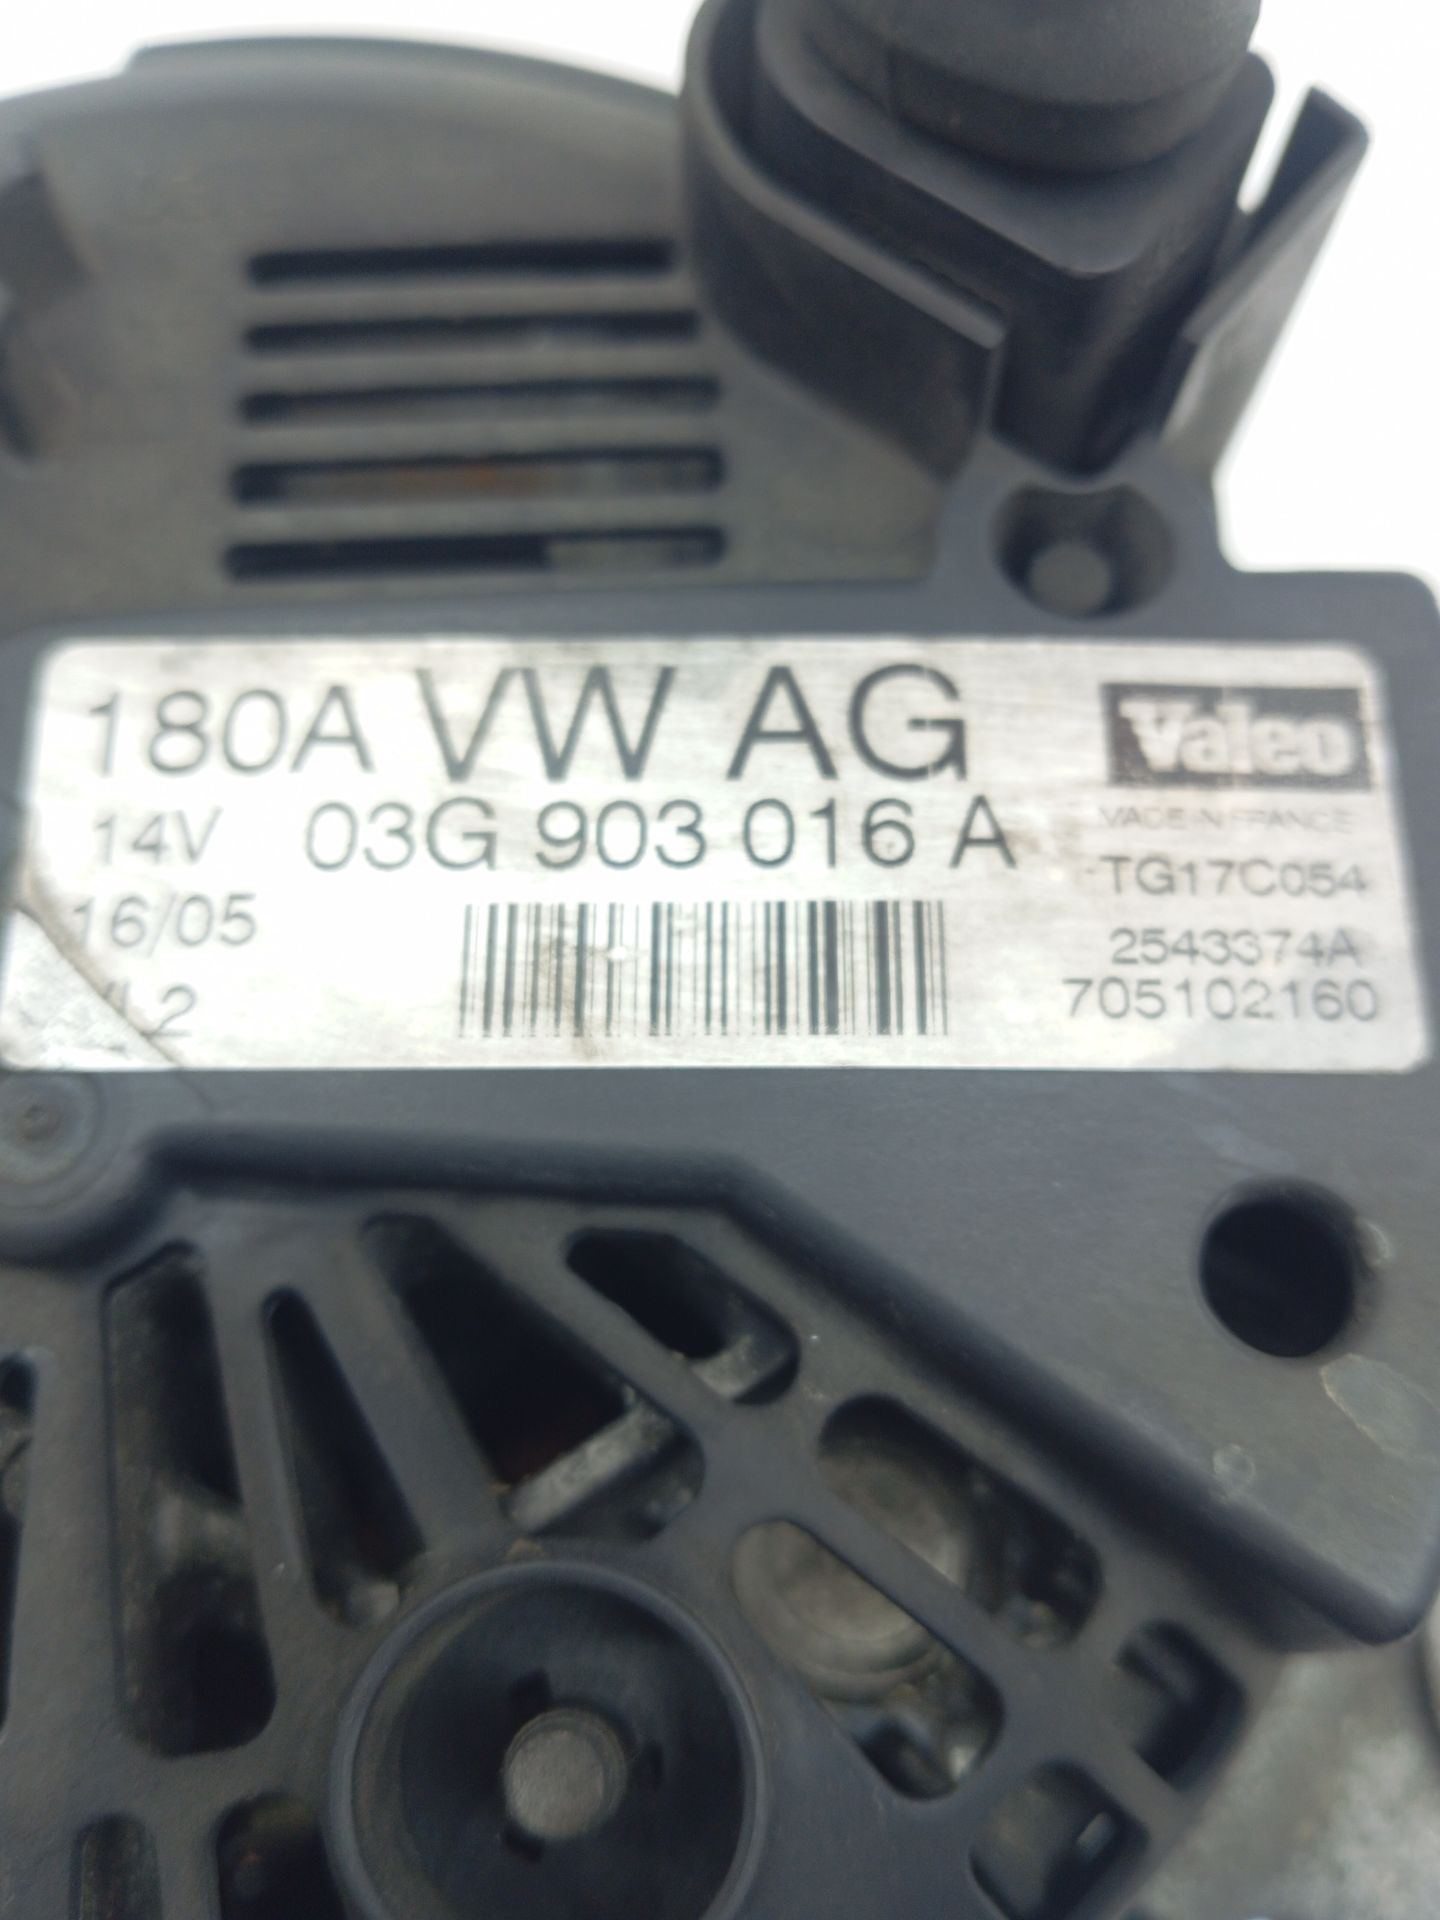 180A VW AG
Valeo
14V 03G 903 016 A
MADE IN FRANCE
TG17C054
16/05
2543374A
705102160